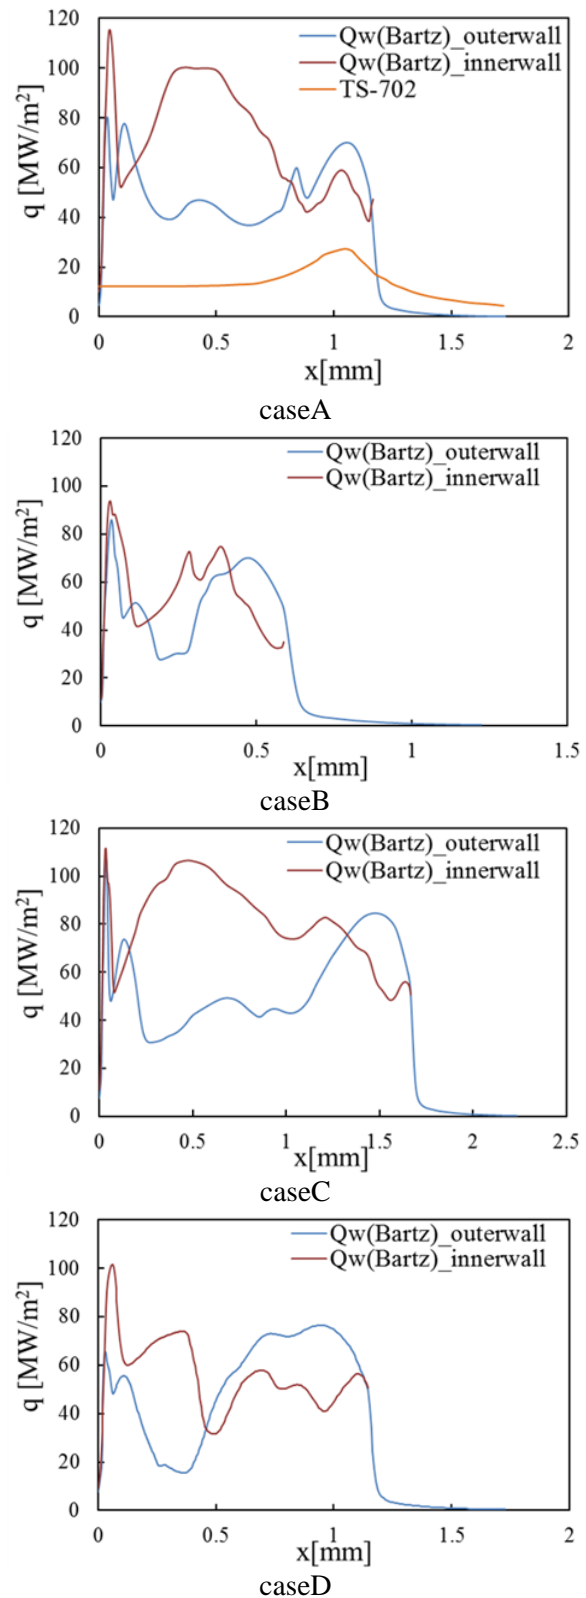 120
100
80
60
40
20
0
q [MW/m²]
Qw(Bartz)_outerwall
Qw(Bartz)_innerwall
TS-702
0 0.5 1 1.5 2
x[mm]
caseA
120
100
80
60
40
20
0
q [MW/m²]
Qw(Bartz)_outerwall
Qw(Bartz)_innerwall
0 0.5 1 1.5
x[mm]
caseB
120
100
80
60
40
20
0
q [MW/m²]
Qw(Bartz)_outerwall
Qw(Bartz)_innerwall
0 0.5 1 1.5 2 2.5
x[mm]
caseC
120
100
80
60
40
20
0
q [MW/m²]
Qw(Bartz)_outerwall
Qw(Bartz)_innerwall
0 0.5 1 1.5 2
x[mm]
caseD